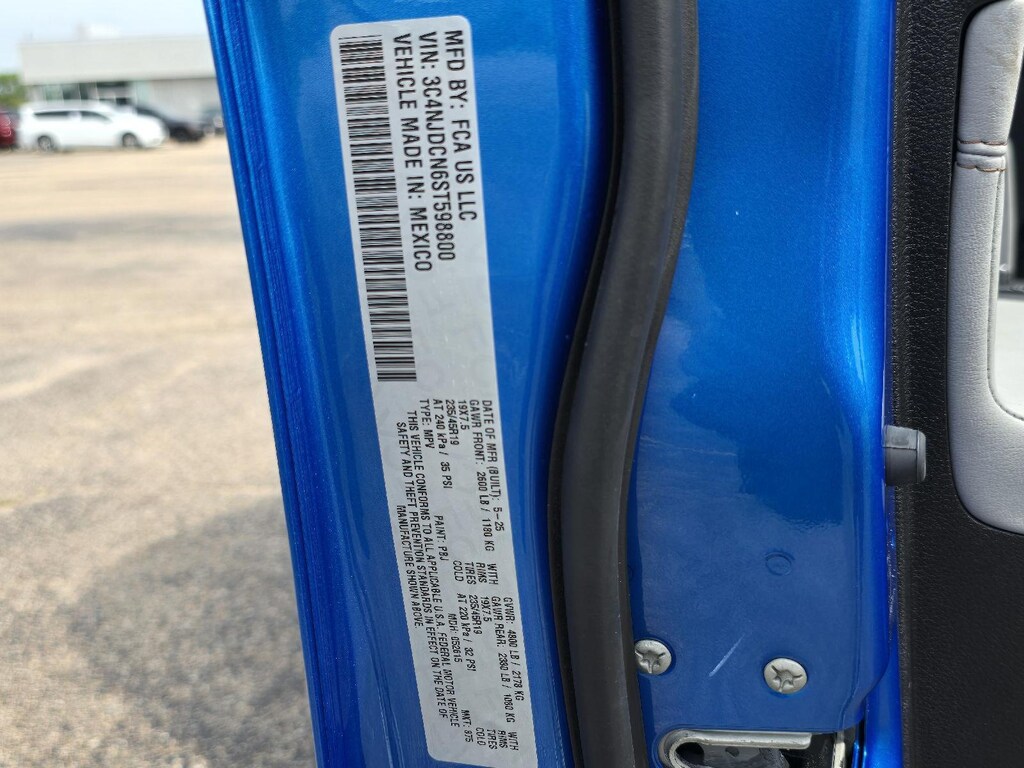 MFD BY: FCA US LLC
VIN: 3C4NJDCN6ST598800
VEHICLE MADE IN: MEXICO
DATE OF MFR (BUILT): 5-25 GVWR: 4800 LB / 2178 KG
GAWR FRONT: 2600 LB / 1180 KG WITH GAWR REAR: 2380 LB / 1080 KG WITH
19X7.5 RIMS 19X7.5 RIMS
235/45R19 TIRES 235/45R19 TIRES
AT 240 kPa / 35 PSI COLD AT 220 kPa / 32 PSI COLD
TYPE: MPV PAINT: PBJ MDH: 052615 MKT: 975
THIS VEHICLE CONFORMS TO ALL APPLICABLE U.S.A. FEDERAL MOTOR VEHICLE
SAFETY AND THEFT PREVENTION STANDARDS IN EFFECT ON THE DATE OF
MANUFACTURE SHOWN ABOVE.